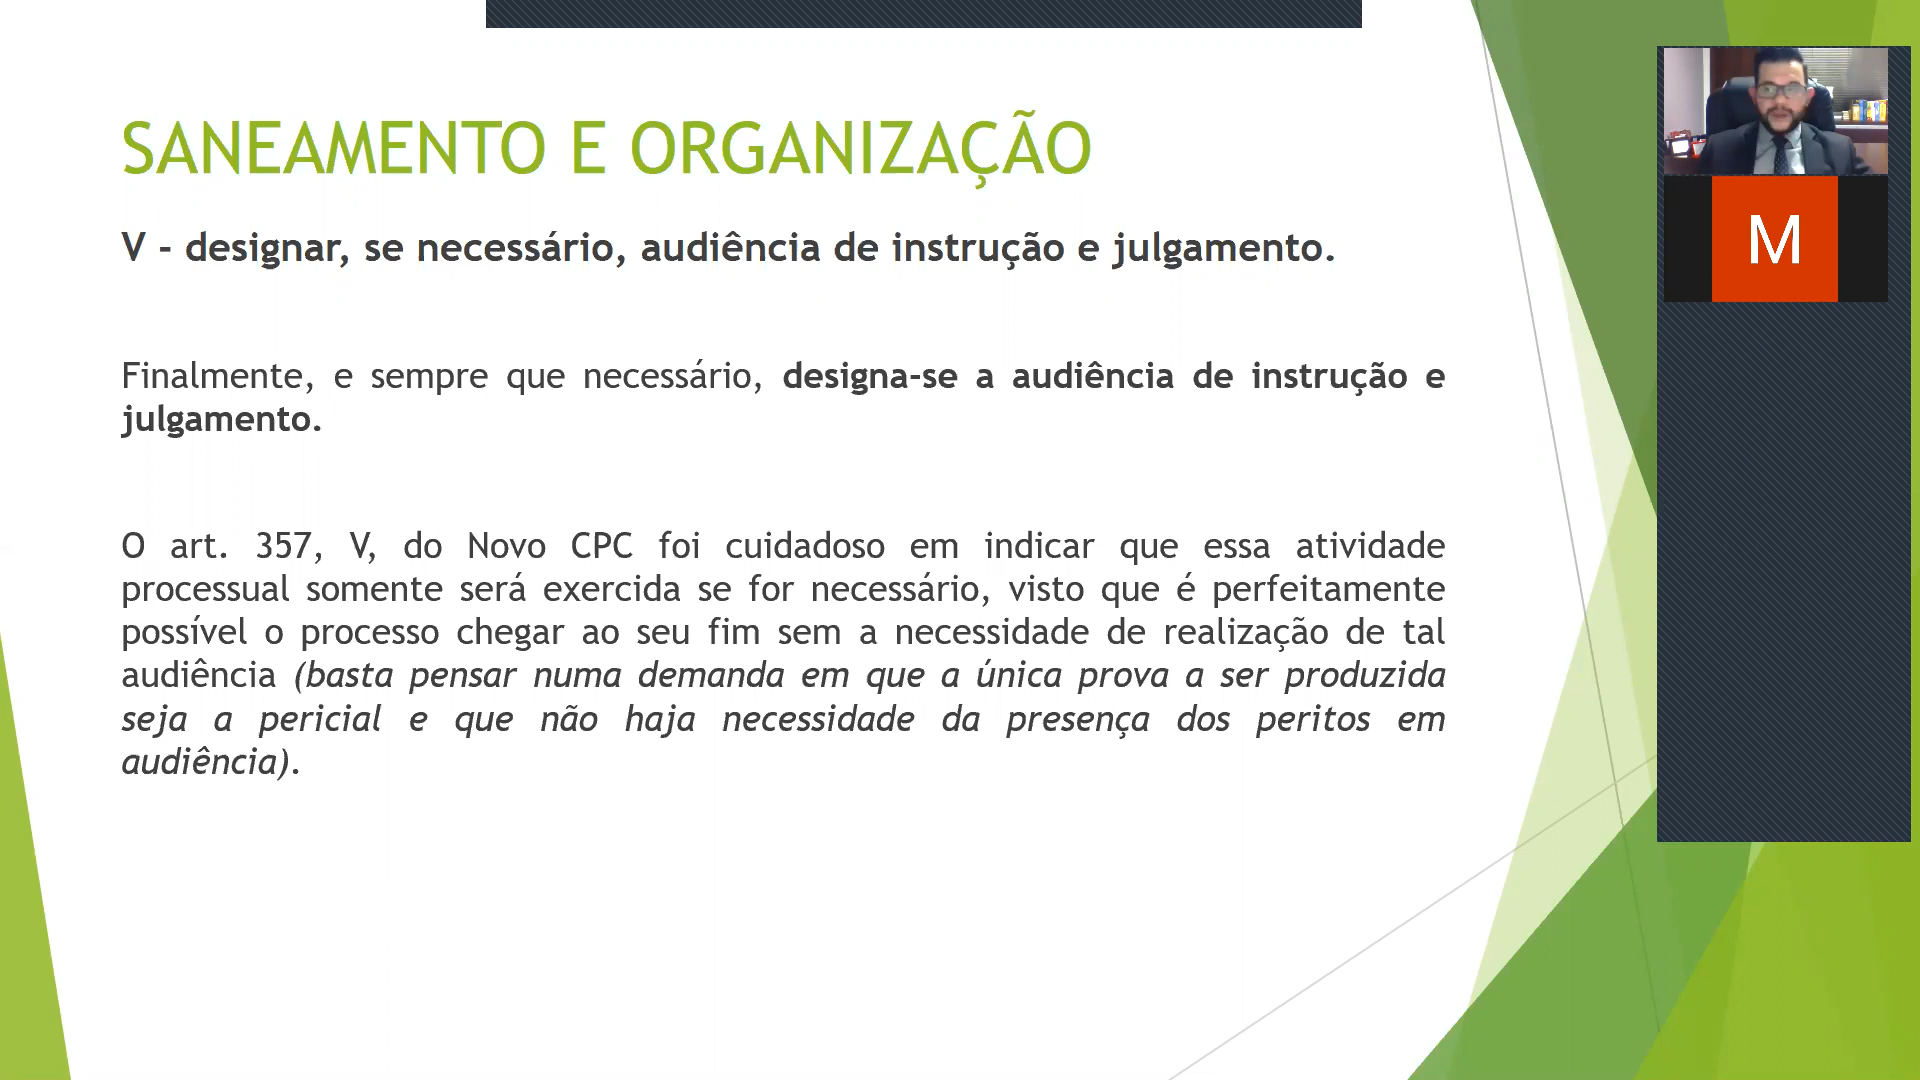 SANEAMENTO E ORGANIZAÇÃO
V - designar, se necessário, audiência de instrução e julgamento.
Finalmente, e sempre que necessário, designa-se a audiência de instrução e
julgamento.
O art. 357, V, do Novo CPC foi cuidadoso em indicar que essa atividade
processual somente será exercida se for necessário, visto que é perfeitamente
possível o processo chegar ao seu fim sem a necessidade de realização de tal
audiência (basta pensar numa demanda em que a única prova a ser produzida
seja a pericial e que não haja necessidade da presença dos peritos em
audiência).
M